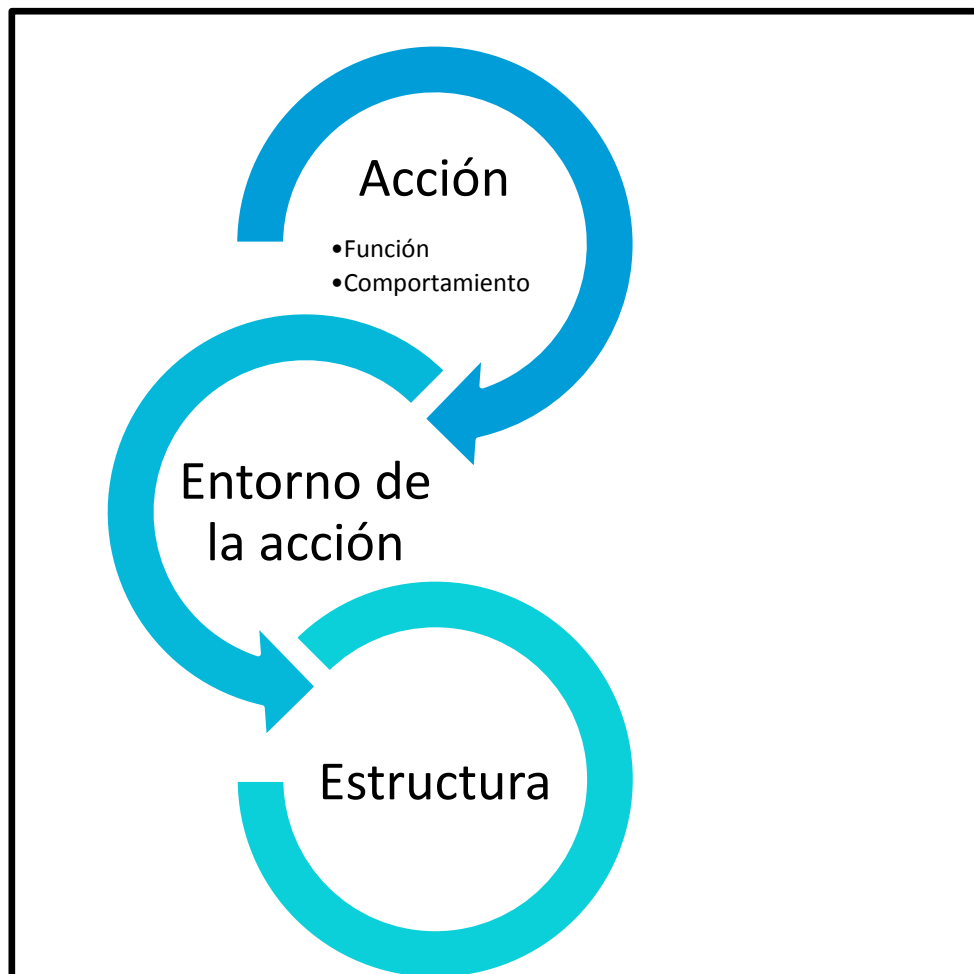 Acción
•Función
•Comportamiento
Entorno de
la acción
Estructura